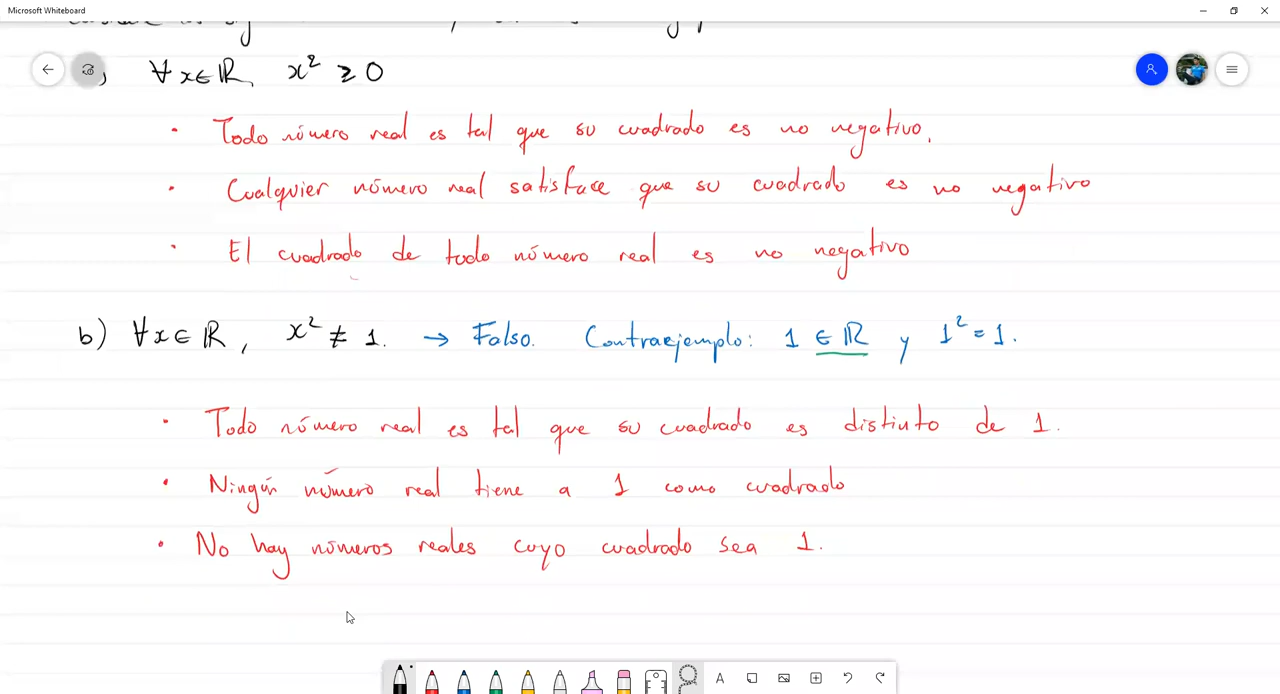 Microsoft Whiteboard
∀x∈ℝ, x² ≥ 0
• Todo número real es tal que su cuadrado es no negativo.
• Cualquier número real satisface que su cuadrado es no negativo
• El cuadrado de todo número real es no negativo
b) ∀x∈ℝ, x² ≠ 1. → Falso. Contraejemplo: 1 ∈ ℝ y 1² = 1.
• Todo número real es tal que su cuadrado es distinto de 1.
• Ningún número real tiene a 1 como cuadrado
• No hay números reales cuyo cuadrado sea 1.